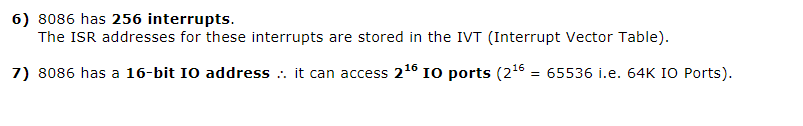 6) 8086 has 256 interrupts.
The ISR addresses for these interrupts are stored in the IVT (Interrupt Vector Table).
7) 8086 has a 16-bit IO address ∴ it can access 2¹⁶ IO ports (2¹⁶ = 65536 i.e. 64K IO Ports).